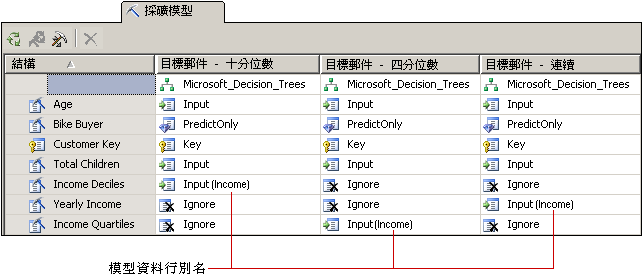 採礦模型
結構 目標郵件 - 十分位數 目標郵件 - 四分位數 目標郵件 - 連續
Microsoft_Decision_Trees Microsoft_Decision_Trees Microsoft_Decision_Trees
Age Input Input Input
Bike Buyer PredictOnly PredictOnly PredictOnly
Customer Key Key Key Key
Total Children Input Input Input
Income Deciles Input(Income) Ignore Ignore
Yearly Income Ignore Ignore Input(Income)
Income Quartiles Ignore Input(Income) Ignore
模型資料行別名